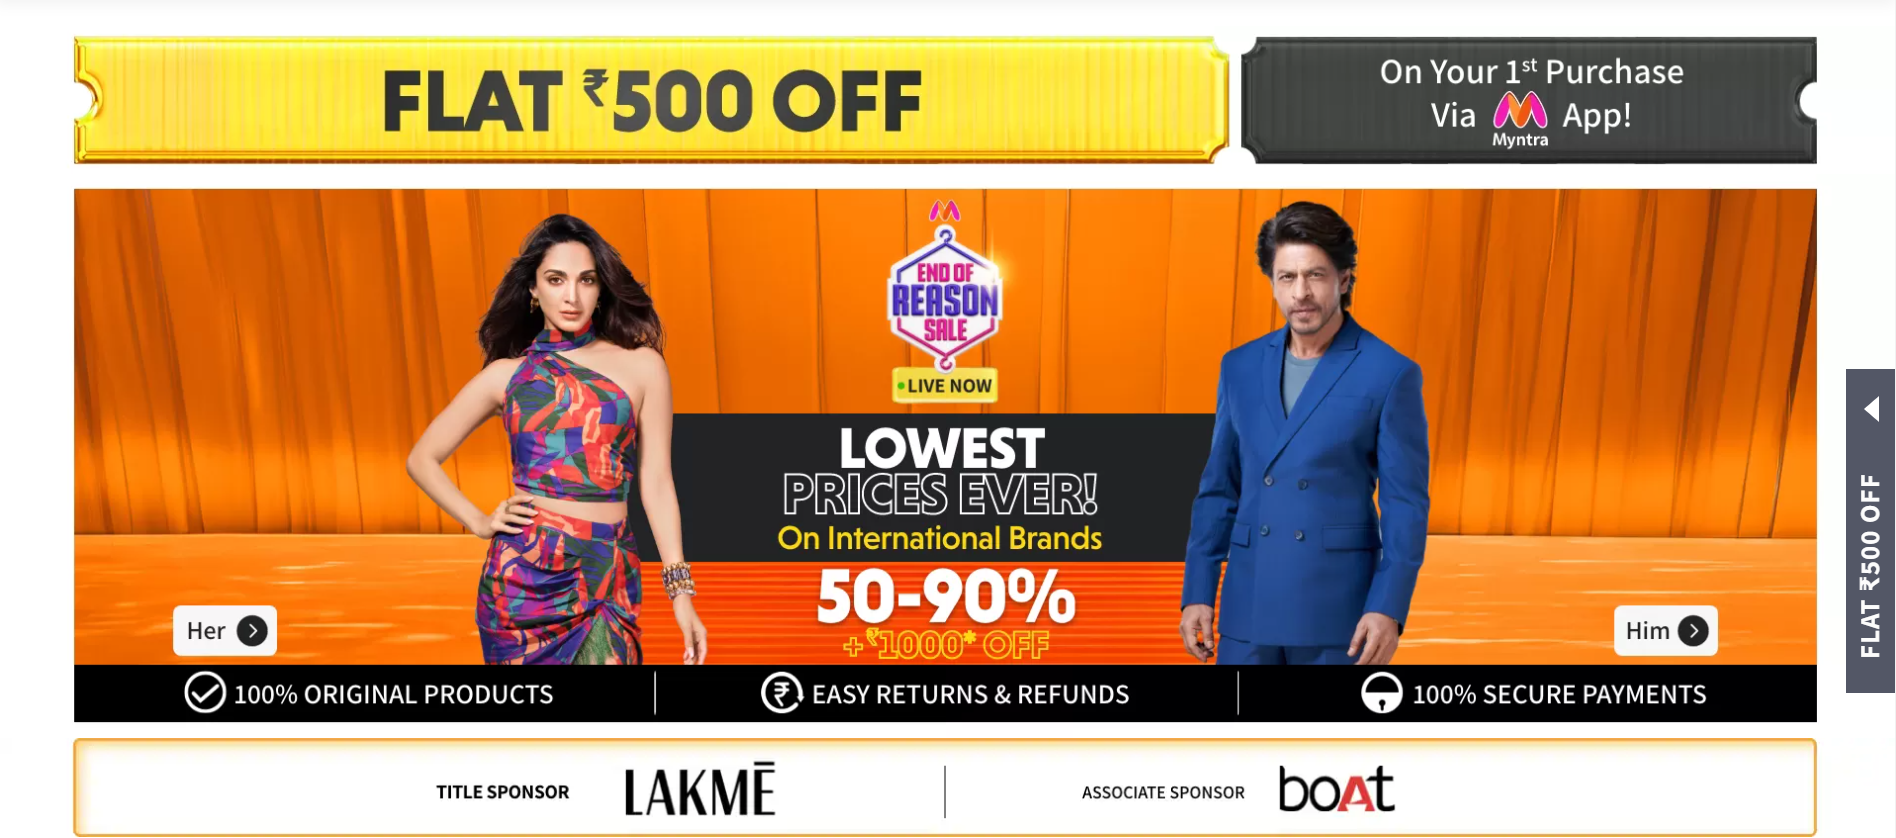 FLAT ₹500 OFF
On Your 1st Purchase
Via Myntra App!
END OF
REASON
SALE
LIVE NOW
LOWEST
PRICES EVER!
On International Brands
50-90%
+₹1000* OFF
Her
Him
100% ORIGINAL PRODUCTS
EASY RETURNS & REFUNDS
100% SECURE PAYMENTS
TITLE SPONSOR
LAKMĒ
ASSOCIATE SPONSOR
boAt
FLAT ₹500 OFF